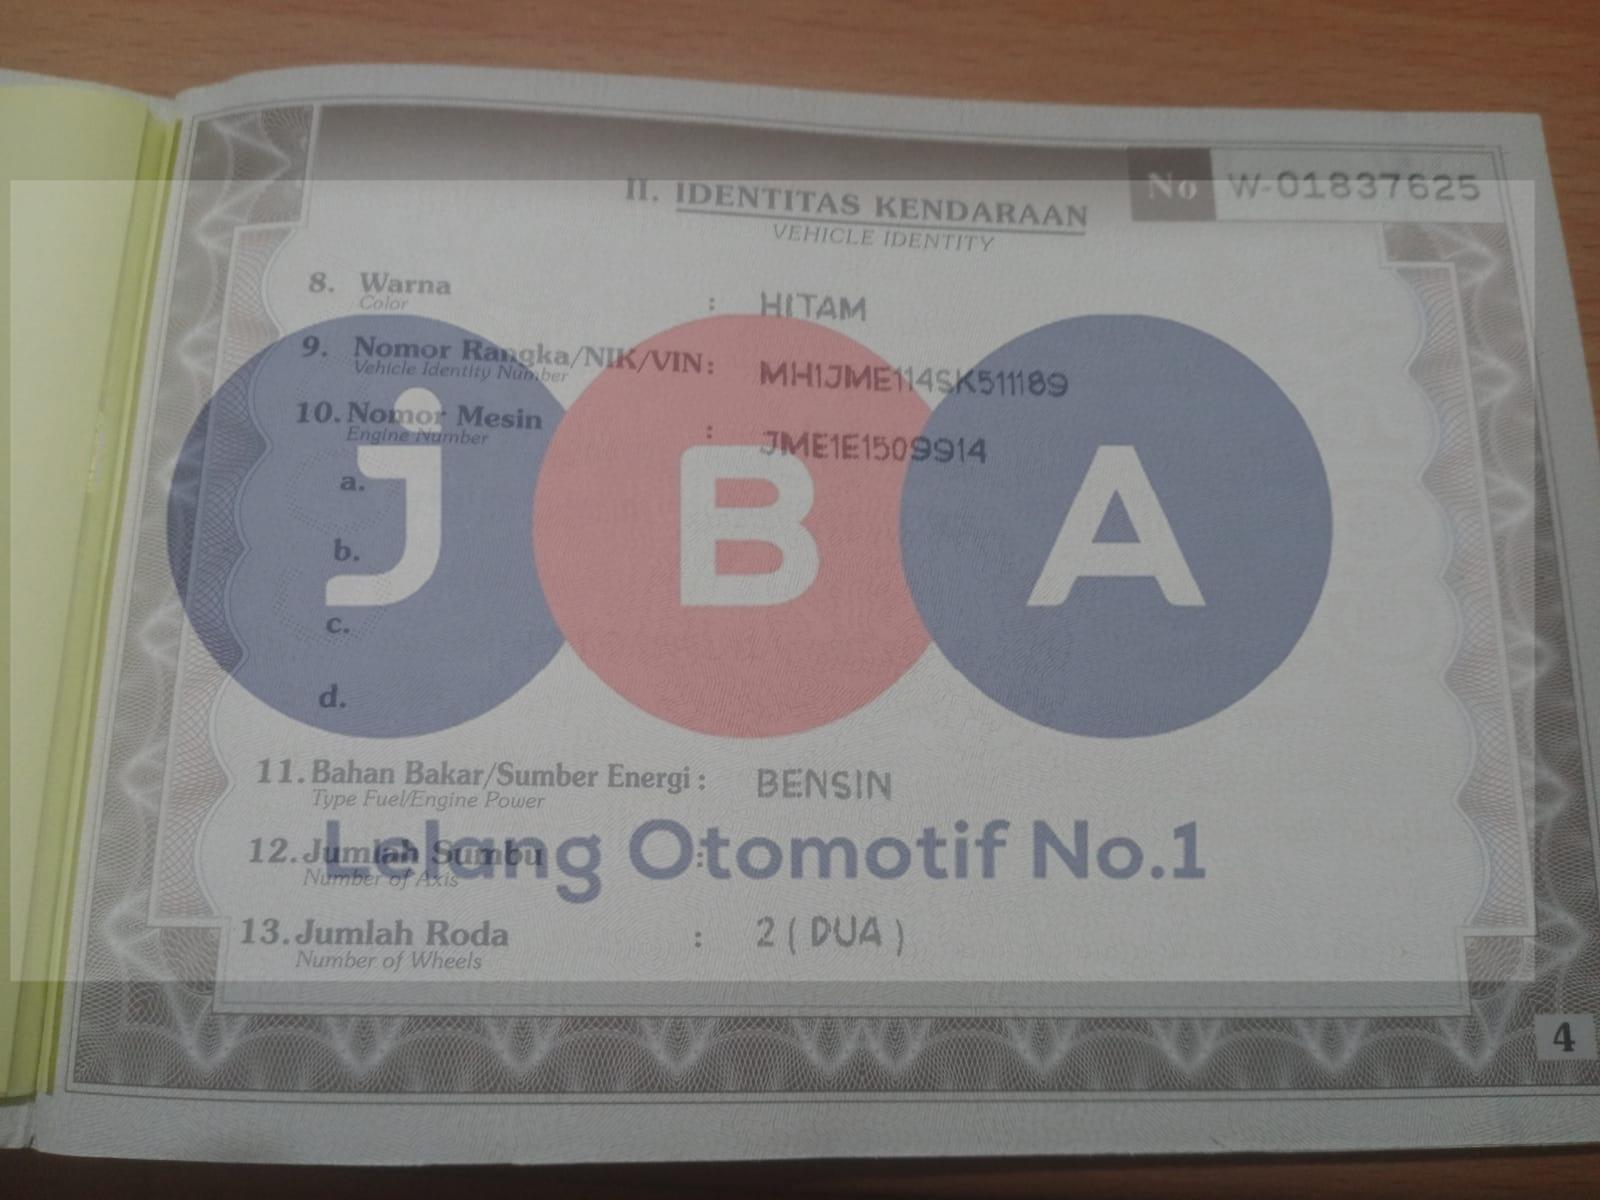 No W-01837625
II. IDENTITAS KENDARAAN
VEHICLE IDENTITY
8. Warna : HITAM
Color
9. Nomor Rangka/NIK/VIN: MH1JME114SK511189
Vehicle Identity Number
10. Nomor Mesin : JME1E1509914
Engine Number
a.
b.
c.
d.
J B A
11. Bahan Bakar/Sumber Energi : BENSIN
Type Fuel/Engine Power
Lelang Otomotif No.1
12. Jumlah Sumbu :
Number of Axis
13. Jumlah Roda : 2 ( DUA )
Number of Wheels
4